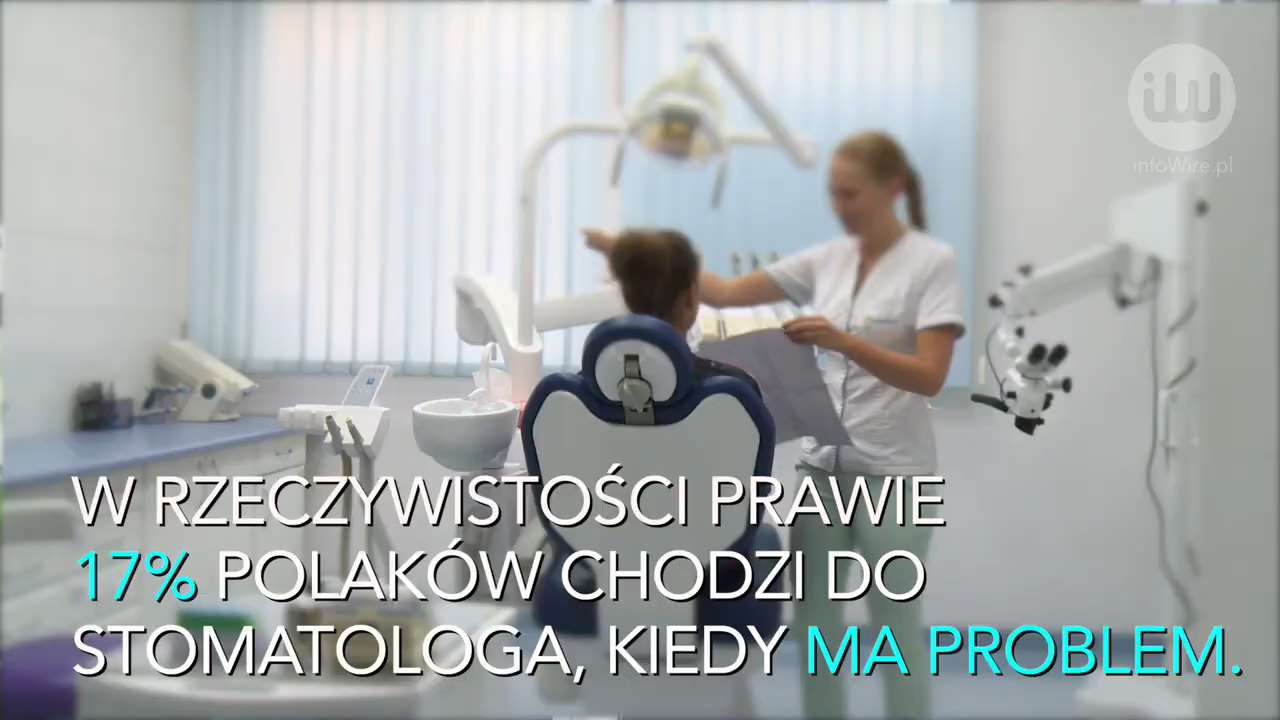 iw
infoWire.pl
W RZECZYWISTOŚCI PRAWIE
17% POLAKÓW CHODZI DO
STOMATOLOGA, KIEDY MA PROBLEM.